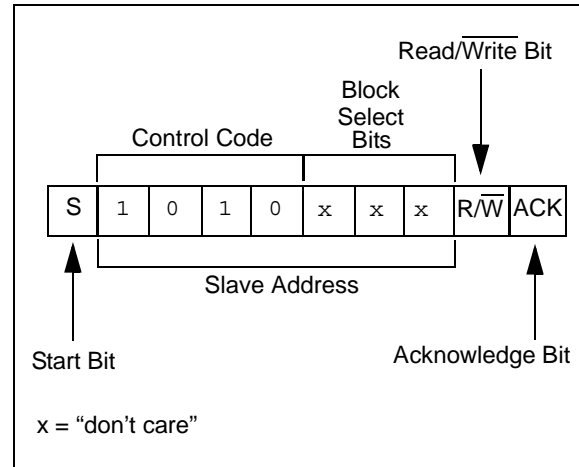 Read/Write Bit
Block
Select
Bits
Control Code
S 1 0 1 0 x x x R/W ACK
Slave Address
Start Bit
Acknowledge Bit
x = “don’t care”